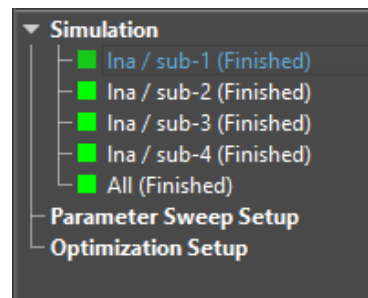 Simulation
Ina / sub-1 (Finished)
Ina / sub-2 (Finished)
Ina / sub-3 (Finished)
Ina / sub-4 (Finished)
All (Finished)
Parameter Sweep Setup
Optimization Setup